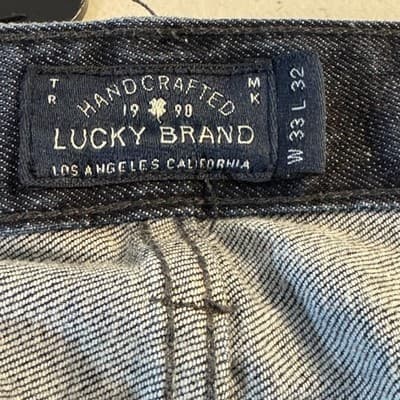 TR HANDCRAFTED MK
19 90
LUCKY BRAND
LOS ANGELES CALIFORNIA
W 33 L 32